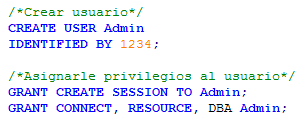 /*Crear usuario*/
CREATE USER Admin
IDENTIFIED BY 1234;
/*Asignarle privilegios al usuario*/
GRANT CREATE SESSION TO Admin;
GRANT CONNECT, RESOURCE, DBA Admin;